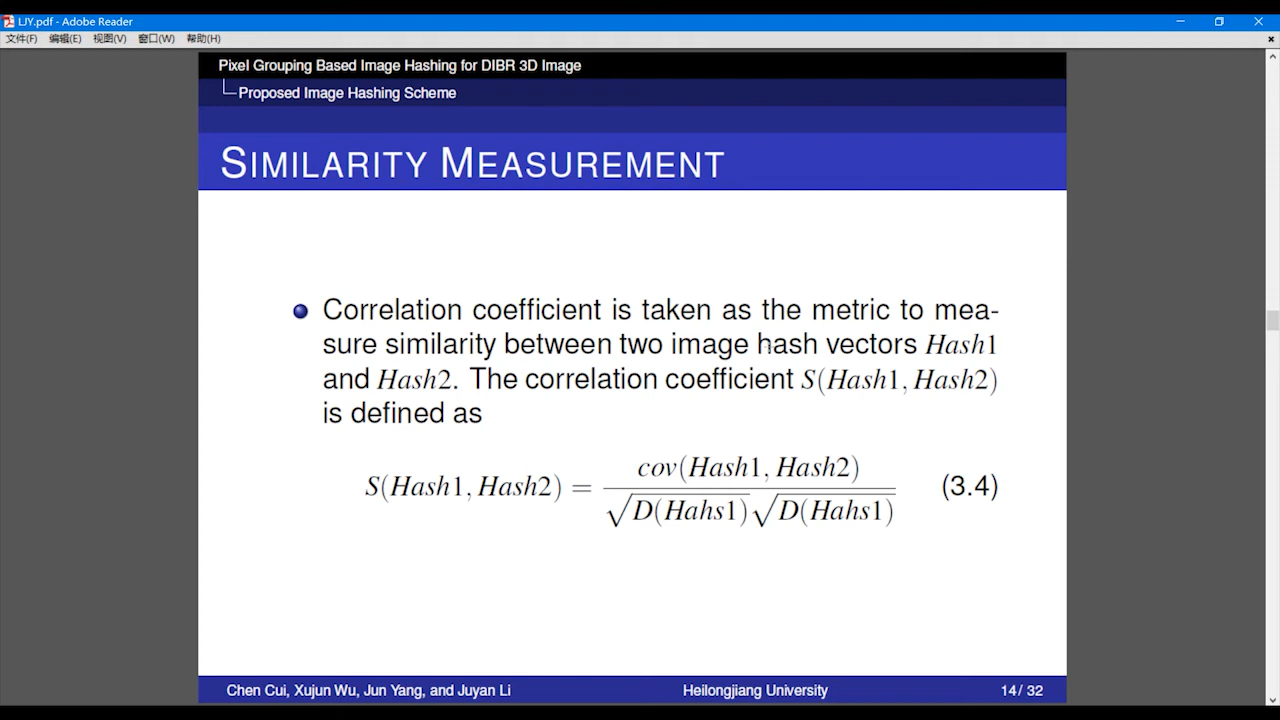 LJY.pdf - Adobe Reader
文件(F) 编辑(E) 视图(V) 窗口(W) 帮助(H)
Pixel Grouping Based Image Hashing for DIBR 3D Image
Proposed Image Hashing Scheme
SIMILARITY MEASUREMENT
Correlation coefficient is taken as the metric to mea-
sure similarity between two image hash vectors Hash1
and Hash2. The correlation coefficient S(Hash1, Hash2)
is defined as
S(Hash1, Hash2) = cov(Hash1, Hash2) / √D(Hahs1)√D(Hahs1) (3.4)
Chen Cui, Xujun Wu, Jun Yang, and Juyan Li Heilongjiang University 14/ 32